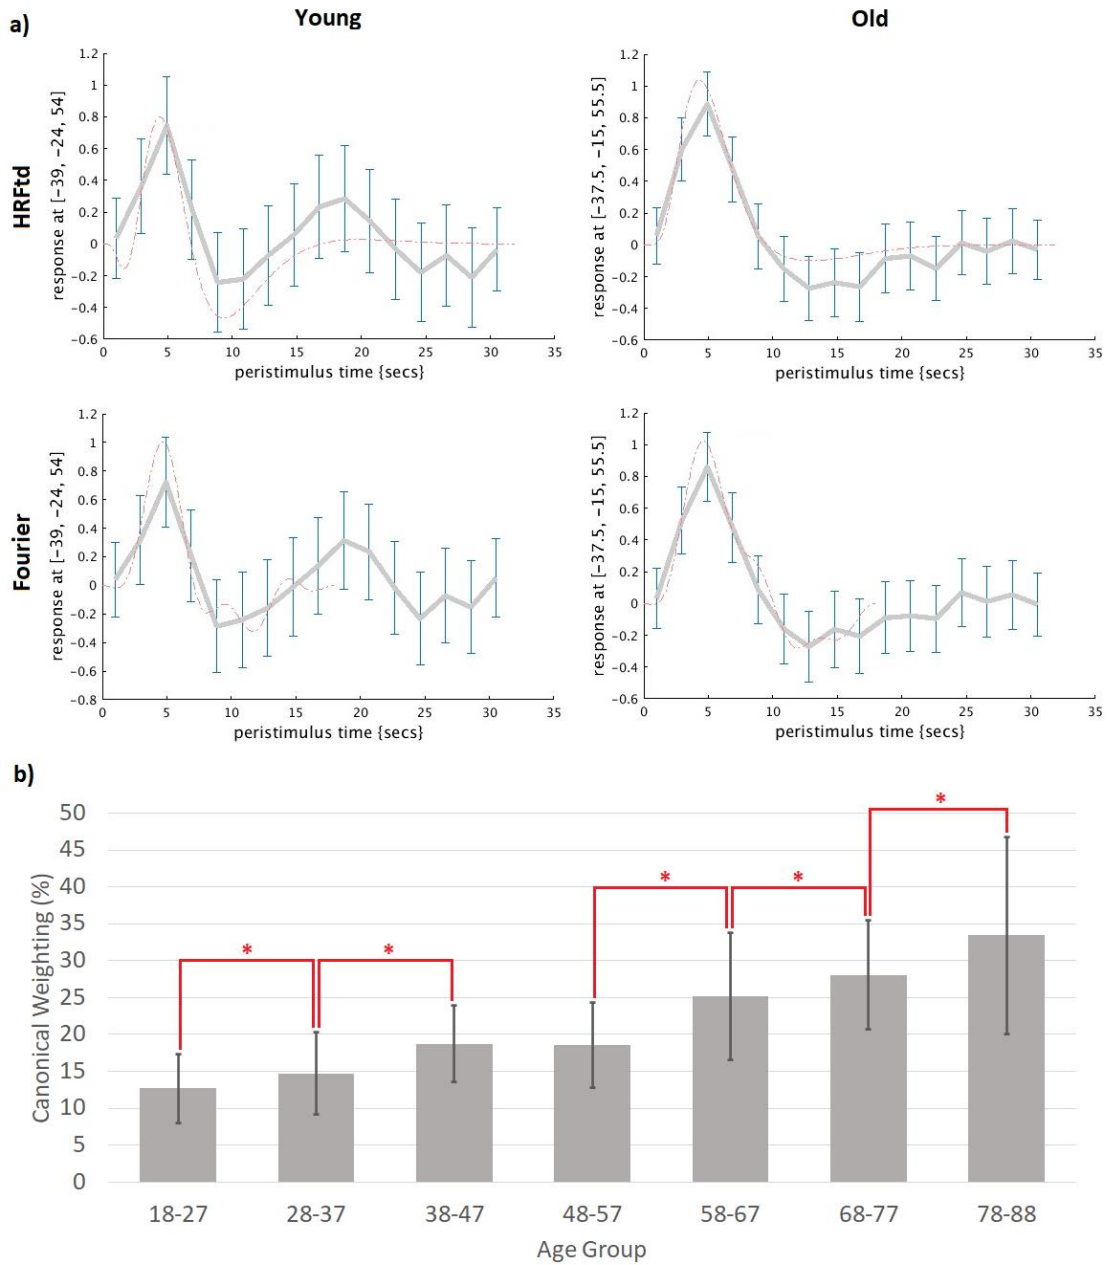 a)
Young
Old
HRFtd
response at [−39, −24, 54]
1.2
1
0.8
0.6
0.4
0.2
0
−0.2
−0.4
−0.6
0 5 10 15 20 25 30 35
peristimulus time {secs}
response at [−37.5, −15, 55.5]
1.2
1
0.8
0.6
0.4
0.2
0
−0.2
−0.4
−0.6
0 5 10 15 20 25 30 35
peristimulus time {secs}
Fourier
response at [−39, −24, 54]
1.2
1
0.8
0.6
0.4
0.2
0
−0.2
−0.4
−0.6
−0.8
0 5 10 15 20 25 30 35
peristimulus time {secs}
response at [−37.5, −15, 55.5]
1.2
1
0.8
0.6
0.4
0.2
0
−0.2
−0.4
−0.6
0 5 10 15 20 25 30 35
peristimulus time {secs}
b)
Canonical Weighting (%)
50
45
40
35
30
25
20
15
10
5
0
* * * * *
18-27 28-37 38-47 48-57 58-67 68-77 78-88
Age Group